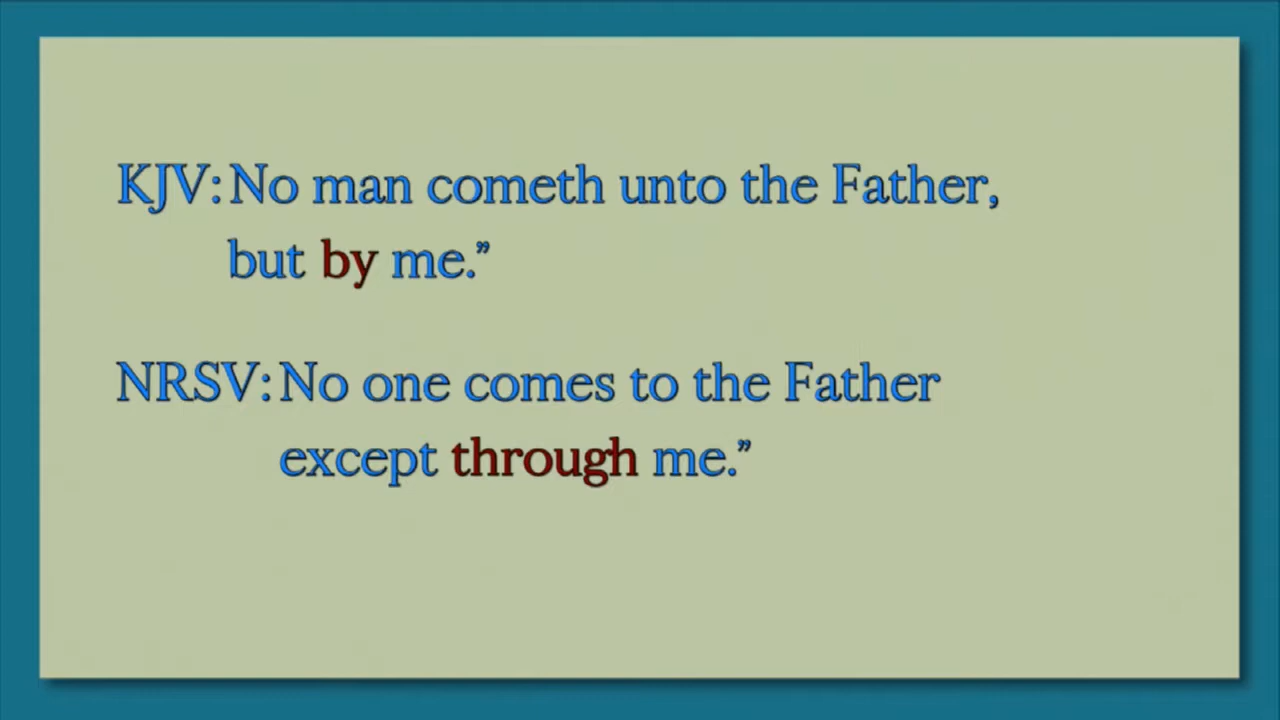 KJV: No man cometh unto the Father,
but by me.”
NRSV: No one comes to the Father
except through me.”